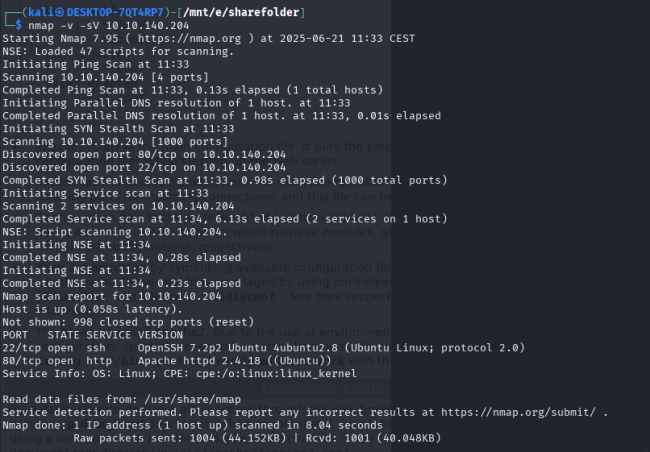 ┌──(kali㉿DESKTOP-7QT4RP7)-[/mnt/e/sharefolder]
└─$ nmap -v -sV 10.10.140.204
Starting Nmap 7.95 ( https://nmap.org ) at 2025-06-21 11:33 CEST
NSE: Loaded 47 scripts for scanning.
Initiating Ping Scan at 11:33
Scanning 10.10.140.204 [4 ports]
Completed Ping Scan at 11:33, 0.13s elapsed (1 total hosts)
Initiating Parallel DNS resolution of 1 host. at 11:33
Completed Parallel DNS resolution of 1 host. at 11:33, 0.01s elapsed
Initiating SYN Stealth Scan at 11:33
Scanning 10.10.140.204 [1000 ports]
Discovered open port 80/tcp on 10.10.140.204
Discovered open port 22/tcp on 10.10.140.204
Completed SYN Stealth Scan at 11:33, 0.98s elapsed (1000 total ports)
Initiating Service scan at 11:33
Scanning 2 services on 10.10.140.204
Completed Service scan at 11:34, 6.13s elapsed (2 services on 1 host)
NSE: Script scanning 10.10.140.204.
Initiating NSE at 11:34
Completed NSE at 11:34, 0.28s elapsed
Initiating NSE at 11:34
Completed NSE at 11:34, 0.23s elapsed
Nmap scan report for 10.10.140.204
Host is up (0.058s latency).
Not shown: 998 closed tcp ports (reset)
PORT   STATE SERVICE VERSION
22/tcp open  ssh     OpenSSH 7.2p2 Ubuntu 4ubuntu2.8 (Ubuntu Linux; protocol 2.0)
80/tcp open  http    Apache httpd 2.4.18 ((Ubuntu))
Service Info: OS: Linux; CPE: cpe:/o:linux:linux_kernel

Read data files from: /usr/share/nmap
Service detection performed. Please report any incorrect results at https://nmap.org/submit/ .
Nmap done: 1 IP address (1 host up) scanned in 8.04 seconds
           Raw packets sent: 1004 (44.152KB) | Rcvd: 1001 (40.048KB)